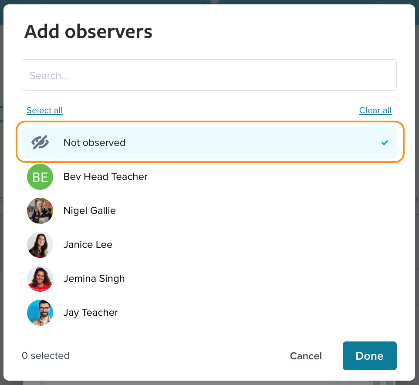 Add observers
Search...
Select all Clear all
Not observed
BE Bev Head Teacher
Nigel Gallie
Janice Lee
Jemina Singh
Jay Teacher
0 selected Cancel Done